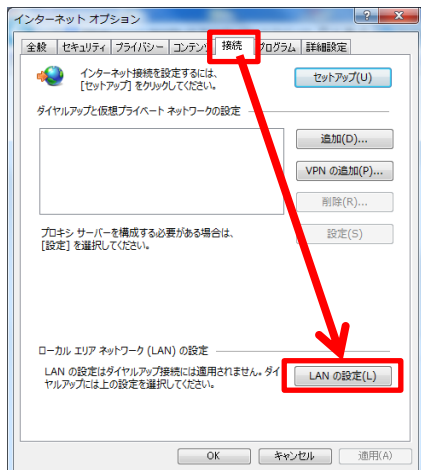 インターネット オプション
全般 セキュリティ プライバシー コンテンツ 接続 プログラム 詳細設定
インターネット接続を設定するには、
[セットアップ] をクリックしてください。
セットアップ(U)
ダイヤルアップと仮想プライベート ネットワークの設定
追加(D)...
VPN の追加(P)...
削除(R)...
プロキシ サーバーを構成する必要がある場合は、
[設定] を選択してください。
設定(S)
ローカル エリア ネットワーク (LAN) の設定
LAN の設定はダイヤルアップ接続には適用されません。ダイ
ヤルアップには上の設定を選択してください。
LAN の設定(L)
OK キャンセル 適用(A)